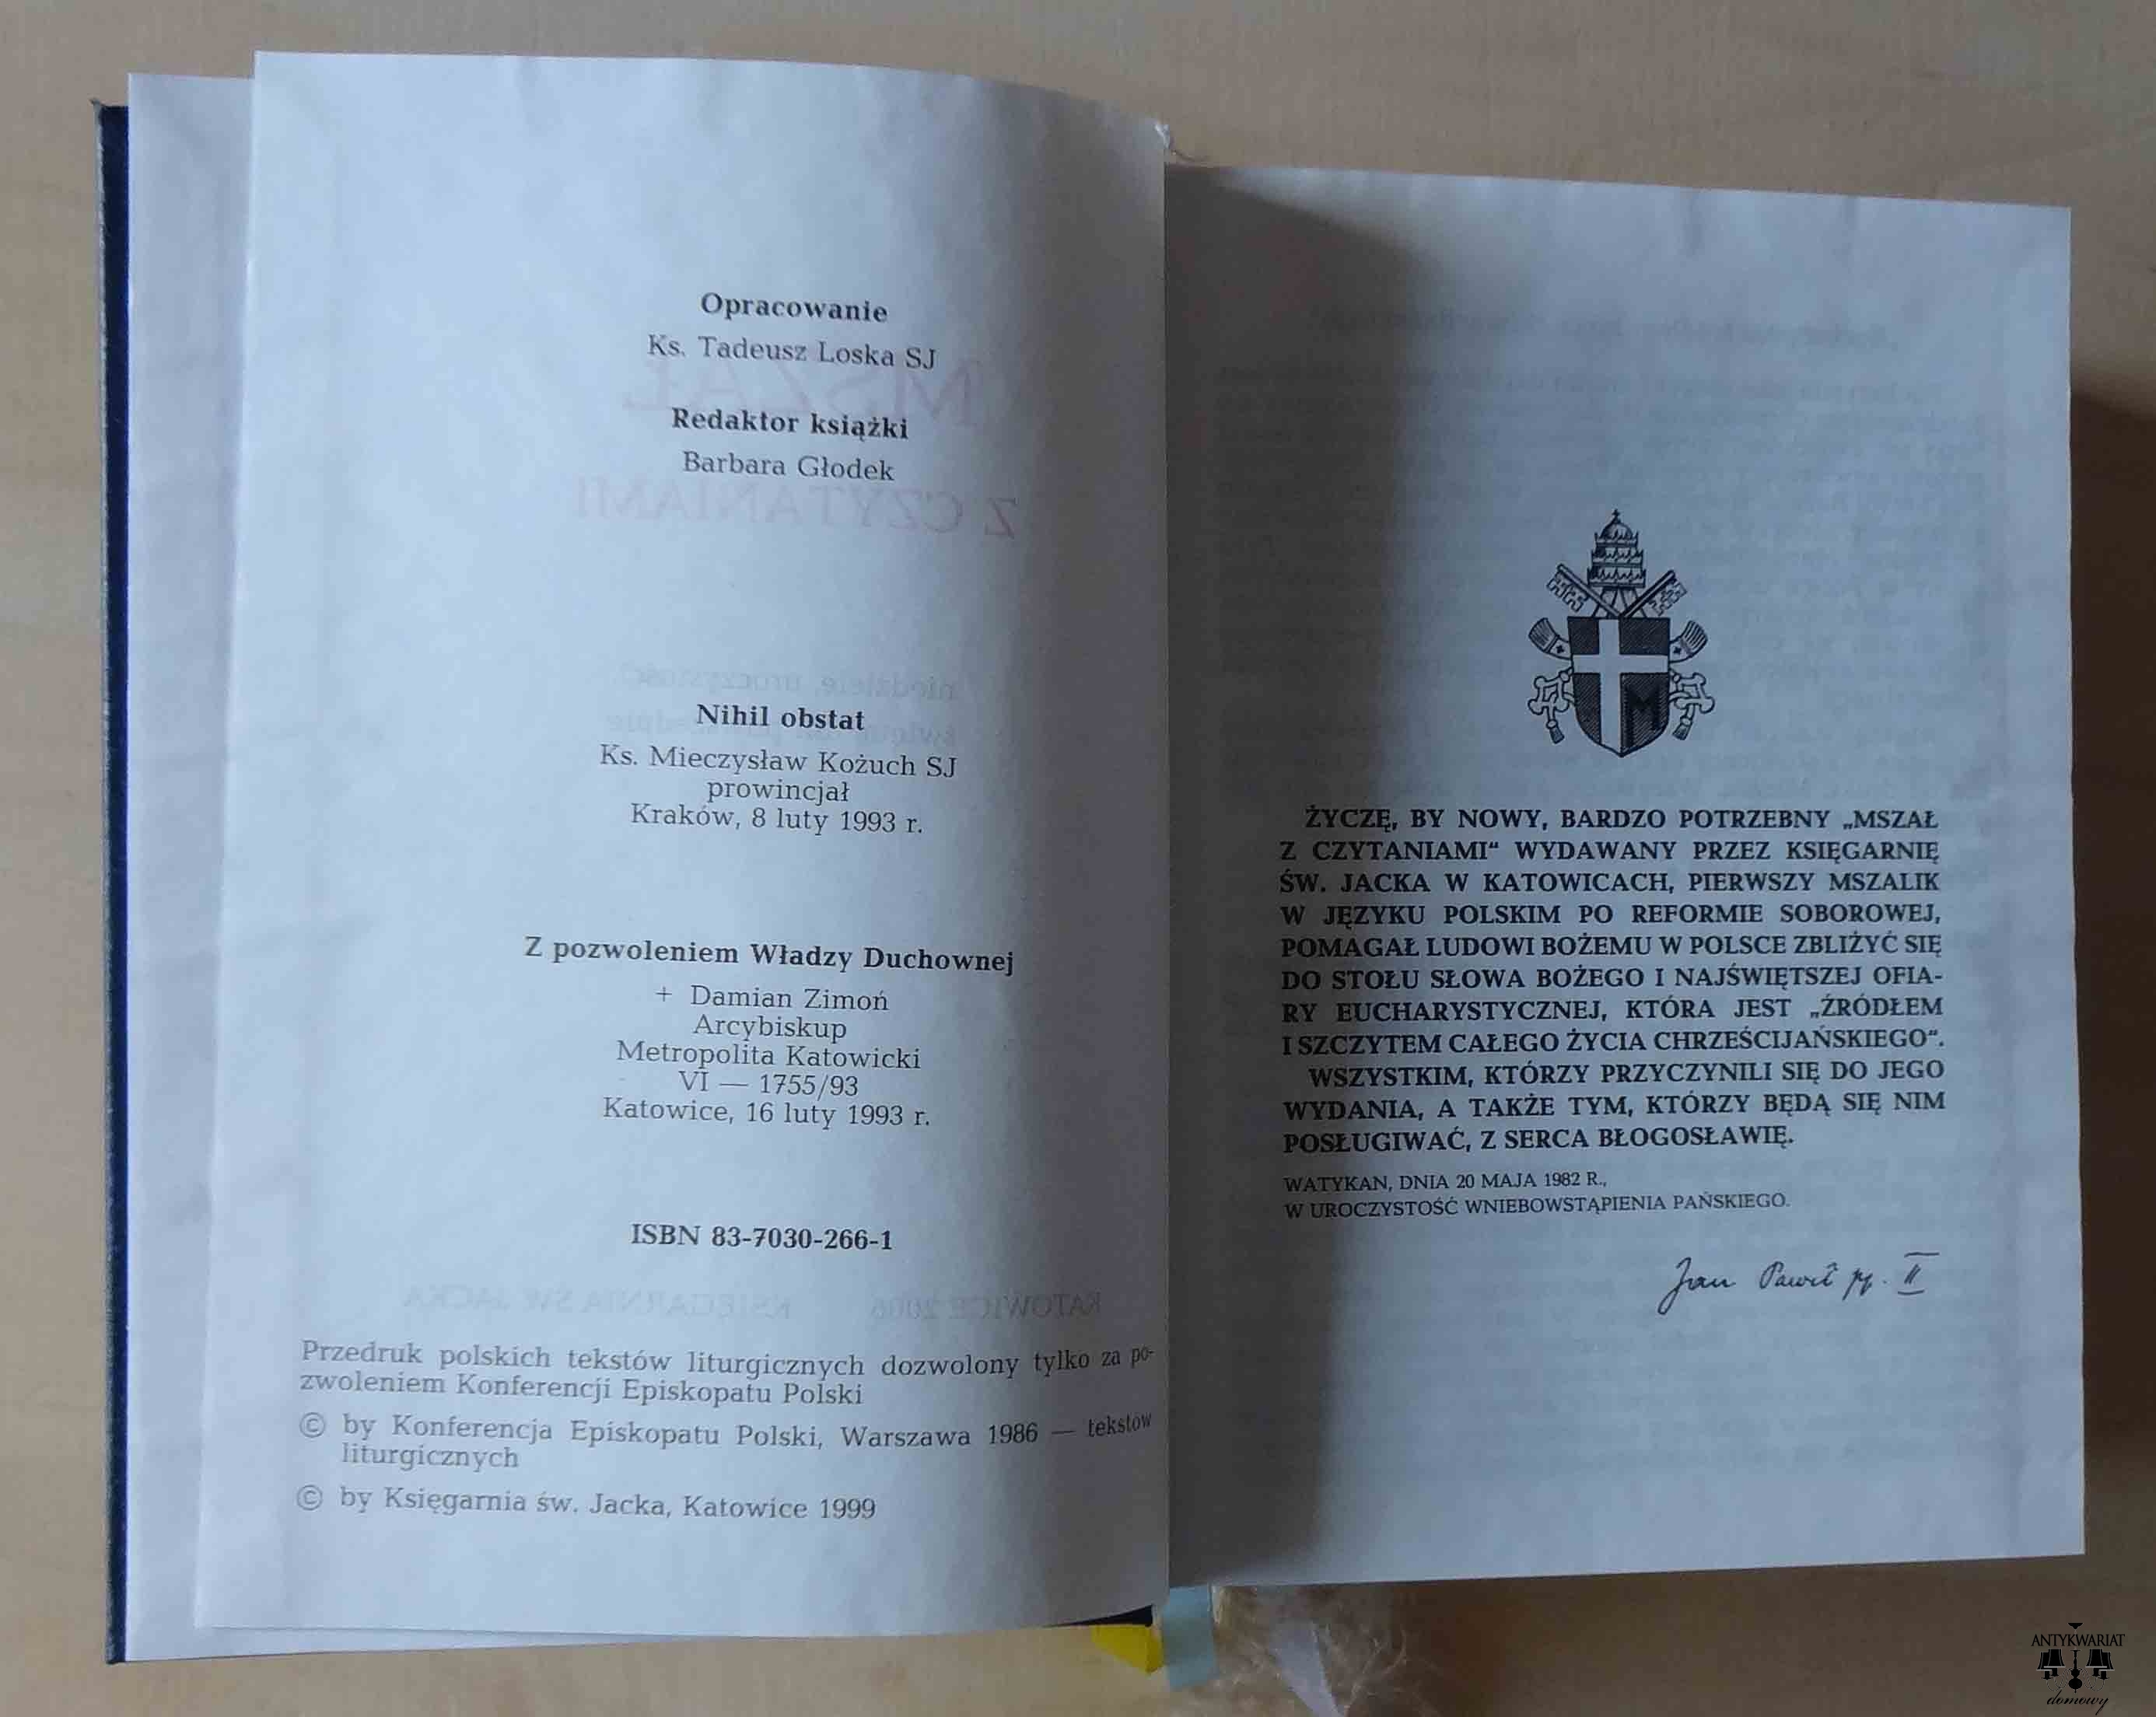 Opracowanie
Ks. Tadeusz Loska SJ
Redaktor książki
Barbara Głodek
Nihil obstat
Ks. Mieczysław Kożuch SJ
prowincjał
Kraków, 8 luty 1993 r.
Z pozwoleniem Władzy Duchownej
+ Damian Zimoń
Arcybiskup
Metropolita Katowicki
VI — 1755/93
Katowice, 16 luty 1993 r.
ISBN 83-7030-266-1
Przedruk polskich tekstów liturgicznych dozwolony tylko za po-
zwoleniem Konferencji Episkopatu Polski
© by Konferencja Episkopatu Polski, Warszawa 1986 — tekstów
liturgicznych
© by Księgarnia św. Jacka, Katowice 1999
M
ŻYCZĘ, BY NOWY, BARDZO POTRZEBNY „MSZAŁ
Z CZYTANIAMI“ WYDAWANY PRZEZ KSIĘGARNIĘ
ŚW. JACKA W KATOWICACH, PIERWSZY MSZALIK
W JĘZYKU POLSKIM PO REFORMIE SOBOROWEJ,
POMAGAŁ LUDOWI BOŻEMU W POLSCE ZBLIŻYĆ SIĘ
DO STOŁU SŁOWA BOŻEGO I NAJŚWIĘTSZEJ OFIA-
RY EUCHARYSTYCZNEJ, KTÓRA JEST „ŹRÓDŁEM
I SZCZYTEM CAŁEGO ŻYCIA CHRZEŚCIJAŃSKIEGO“.
WSZYSTKIM, KTÓRZY PRZYCZYNILI SIĘ DO JEGO
WYDANIA, A TAKŻE TYM, KTÓRZY BĘDĄ SIĘ NIM
POSŁUGIWAĆ, Z SERCA BŁOGOSŁAWIĘ.
WATYKAN, DNIA 20 MAJA 1982 R.,
W UROCZYSTOŚĆ WNIEBOWSTĄPIENIA PAŃSKIEGO.
Jan Paweł pp. II
ANTYKWARIAT
domowy